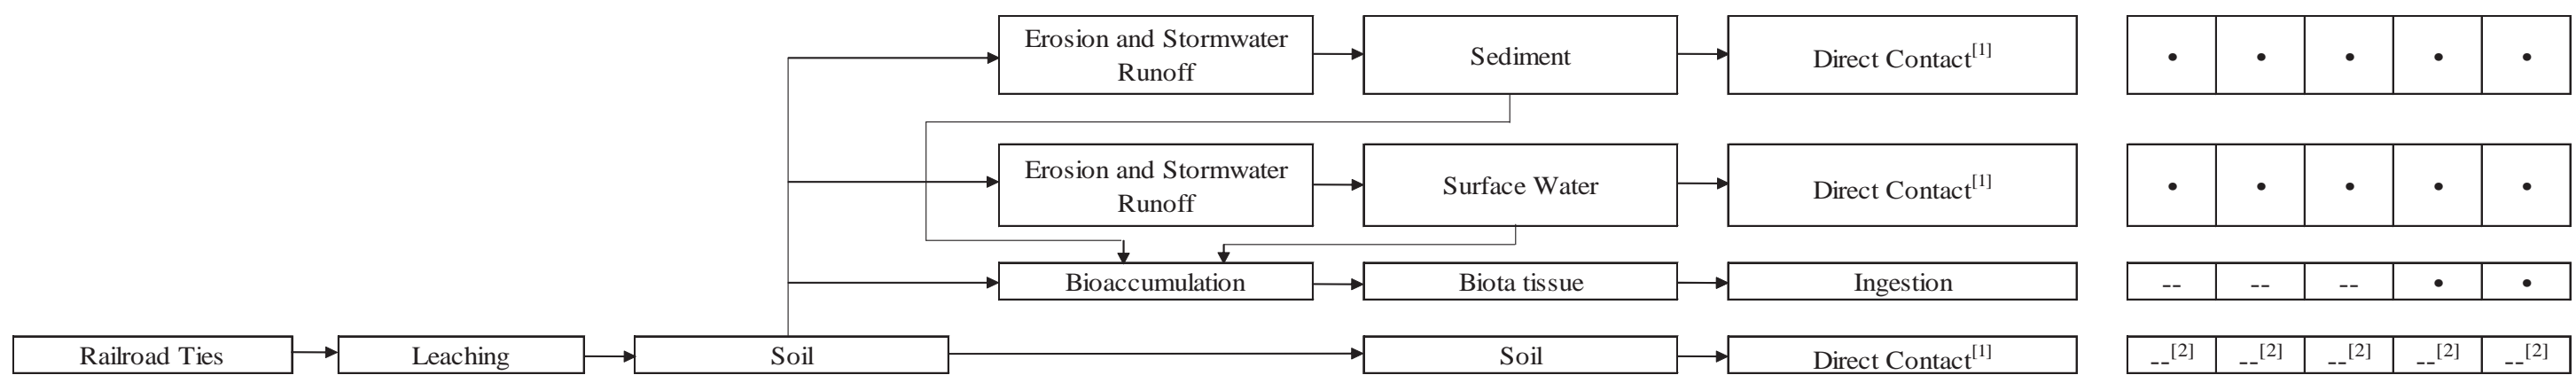 Erosion and Stormwater
Runoff
Sediment
Direct Contact[1]
• • • • •
Erosion and Stormwater
Runoff
Surface Water
Direct Contact[1]
• • • • •
Bioaccumulation
Biota tissue
Ingestion
-- -- -- • •
Railroad Ties
Leaching
Soil
Soil
Direct Contact[1]
--[2] --[2] --[2] --[2] --[2]